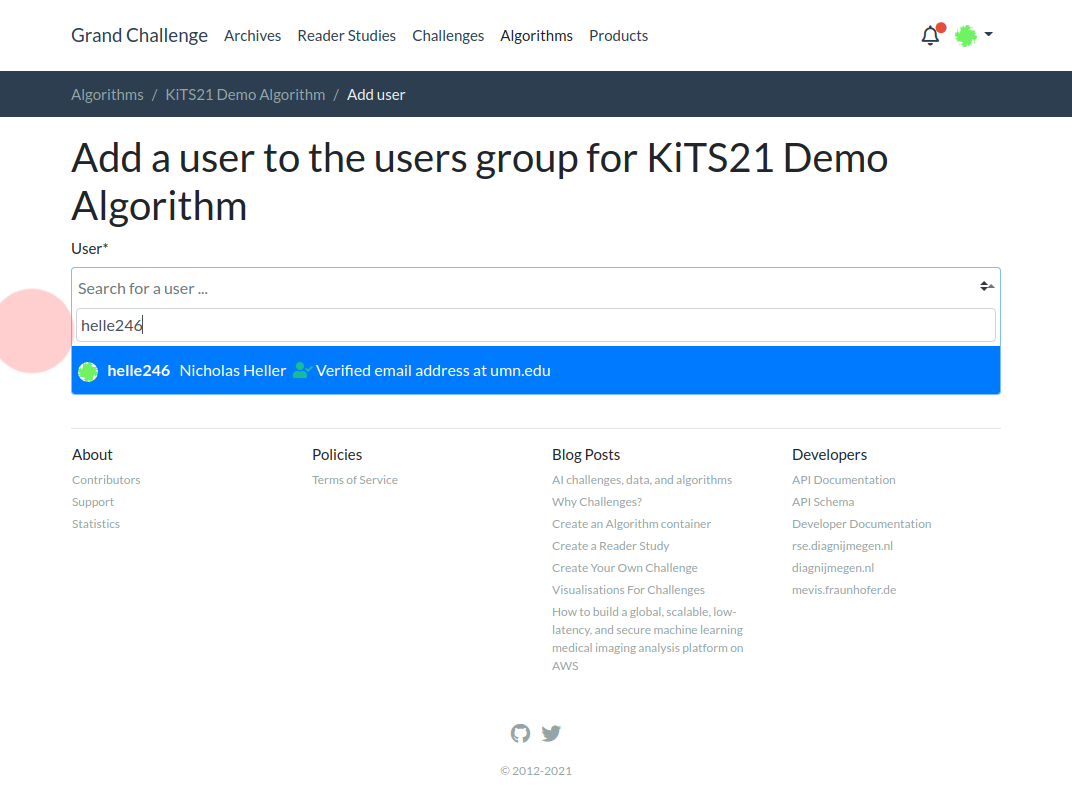 Grand Challenge Archives Reader Studies Challenges Algorithms Products
Algorithms / KiTS21 Demo Algorithm / Add user
Add a user to the users group for KiTS21 Demo
Algorithm
User*
Search for a user ...
helle246
helle246 Nicholas Heller Verified email address at umn.edu
About
Contributors
Support
Statistics
Policies
Terms of Service
Blog Posts
AI challenges, data, and algorithms
Why Challenges?
Create an Algorithm container
Create a Reader Study
Create Your Own Challenge
Visualisations For Challenges
How to build a global, scalable, low-
latency, and secure machine learning
medical imaging analysis platform on
AWS
Developers
API Documentation
API Schema
Developer Documentation
rse.diagnijmegen.nl
diagnijmegen.nl
mevis.fraunhofer.de
© 2012-2021